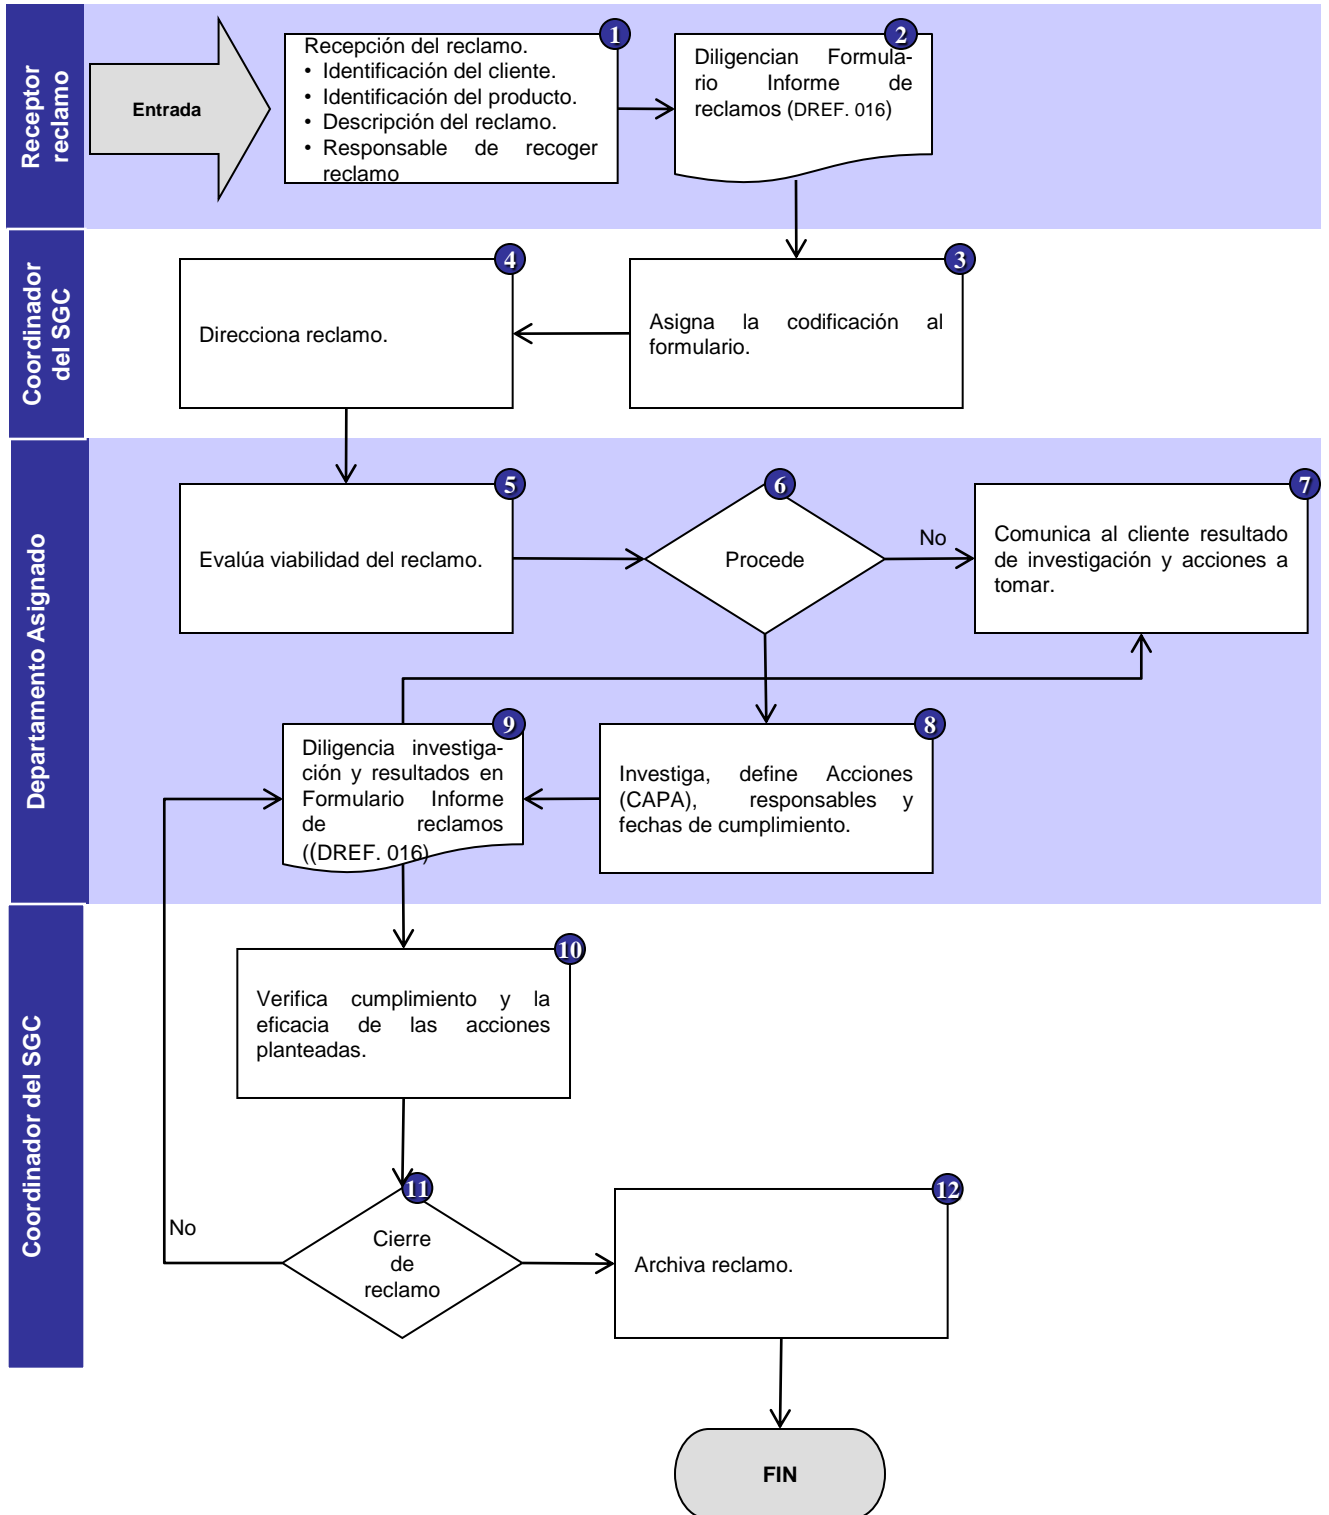 Receptor
reclamo
Entrada
1
Recepción del reclamo.
• Identificación del cliente.
• Identificación del producto.
• Descripción del reclamo.
• Responsable de recoger
reclamo
2
Diligencian Formula-
rio Informe de
reclamos (DREF. 016)
Coordinador
del SGC
4
Direcciona reclamo.
3
Asigna la codificación al
formulario.
Departamento Asignado
5
Evalúa viabilidad del reclamo.
6
Procede
No
7
Comunica al cliente resultado
de investigación y acciones a
tomar.
9
Diligencia investiga-
ción y resultados en
Formulario Informe
de reclamos
((DREF. 016)
8
Investiga, define Acciones
(CAPA), responsables y
fechas de cumplimiento.
Coordinador del SGC
10
Verifica cumplimiento y la
eficacia de las acciones
planteadas.
No
11
Cierre
de
reclamo
12
Archiva reclamo.
FIN